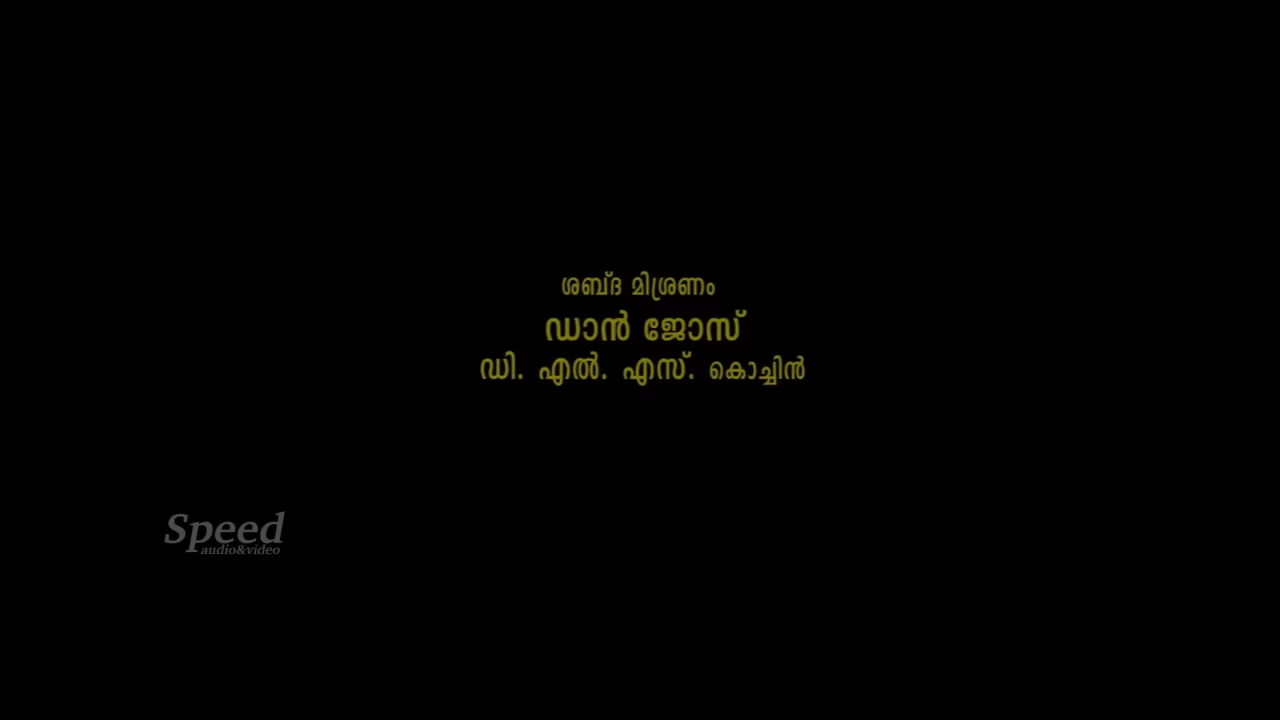 ശബ്ദ മിശ്രണം
ഡാൻ ജോസ്
ഡി. എൽ. എസ്. കൊച്ചിൻ
Speed
audio&video